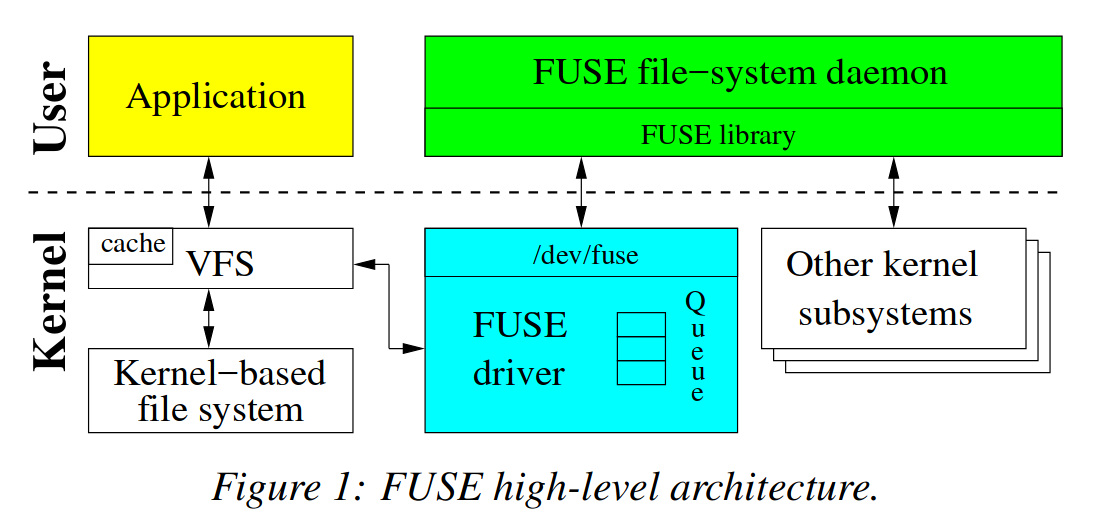 User
Application
FUSE file−system daemon
FUSE library
Kernel
cache
VFS
Kernel−based
file system
/dev/fuse
FUSE
driver
Queue
Other kernel
subsystems
Figure 1: FUSE high-level architecture.